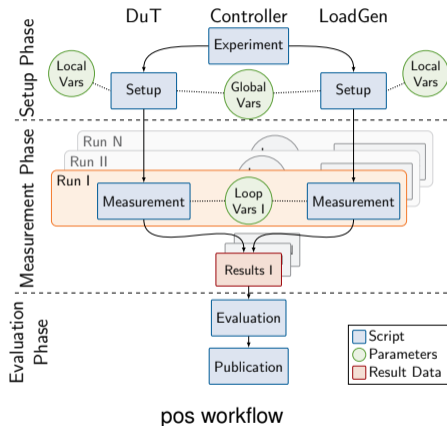 DuT Controller LoadGen
Setup Phase
Experiment
Local
Vars
Setup
Global
Vars
Setup
Local
Vars
Measurement Phase
Run N
Run II
Run I
Measurement
Loop
Vars I
Measurement
Results I
Evaluation
Phase
Evaluation
Publication
Script
Parameters
Result Data
pos workflow